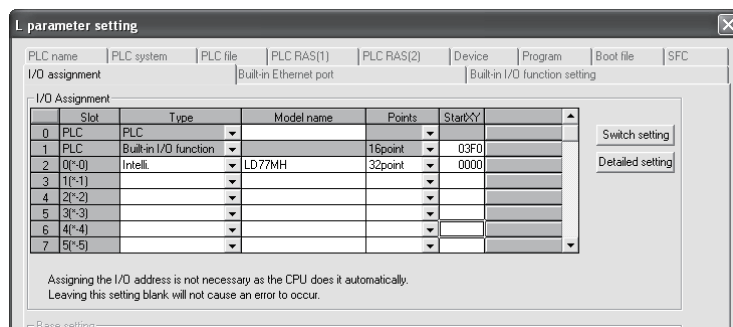 L parameter setting
PLC name PLC system PLC file PLC RAS(1) PLC RAS(2) Device Program Boot file SFC
I/O assignment Built-in Ethernet port Built-in I/O function setting
I/O Assignment
Slot Type Model name Points StartXY
0 PLC PLC
1 PLC Built-in I/O function 16point 03F0
2 0(*-0) Intelli. LD77MH 32point 0000
3 1(*-1)
4 2(*-2)
5 3(*-3)
6 4(*-4)
7 5(*-5)
Switch setting
Detailed setting
Assigning the I/O address is not necessary as the CPU does it automatically.
Leaving this setting blank will not cause an error to occur.
Base setting